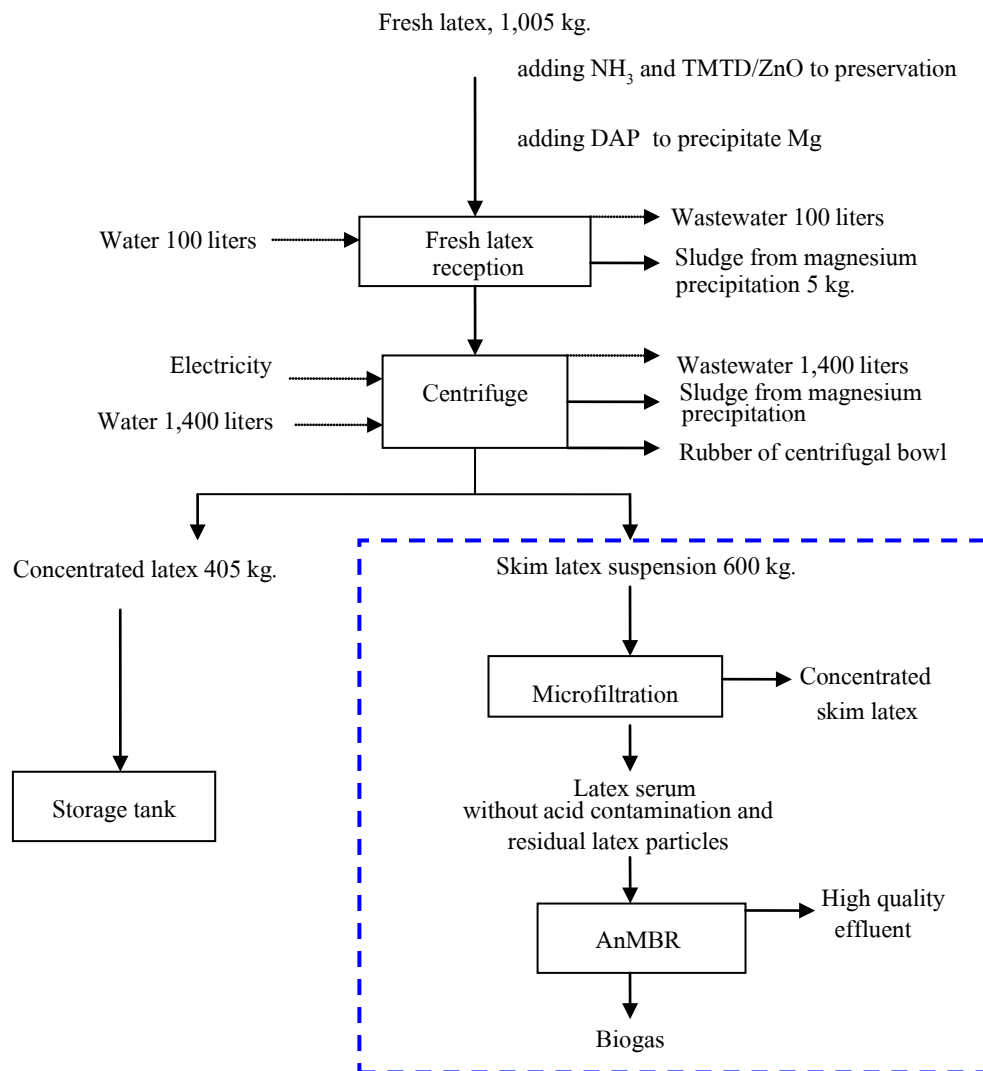 Fresh latex, 1,005 kg.
adding NH3 and TMTD/ZnO to preservation
adding DAP to precipitate Mg
Water 100 liters
Fresh latex
reception
Wastewater 100 liters
Sludge from magnesium
precipitation 5 kg.
Electricity
Water 1,400 liters
Centrifuge
Wastewater 1,400 liters
Sludge from magnesium
precipitation
Rubber of centrifugal bowl
Concentrated latex 405 kg.
Skim latex suspension 600 kg.
Microfiltration
Concentrated
skim latex
Storage tank
Latex serum
without acid contamination and
residual latex particles
AnMBR
High quality
effluent
Biogas